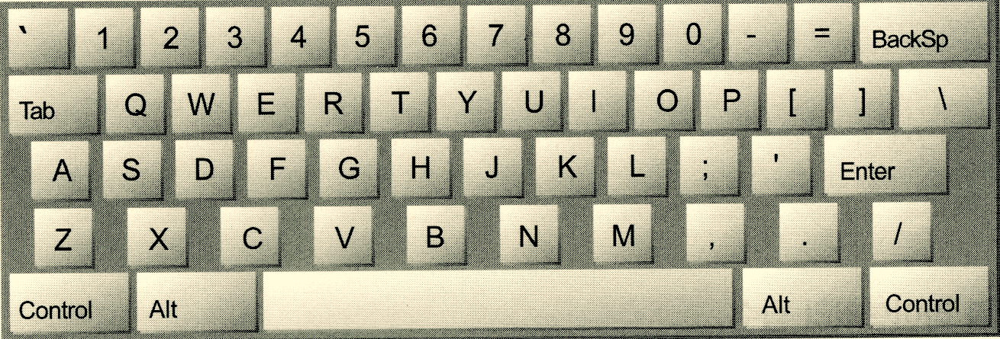 ` 1 2 3 4 5 6 7 8 9 0 - = BackSp
Tab Q W E R T Y U I O P [ ] \
A S D F G H J K L ; ' Enter
Z X C V B N M , . /
Control Alt Alt Control